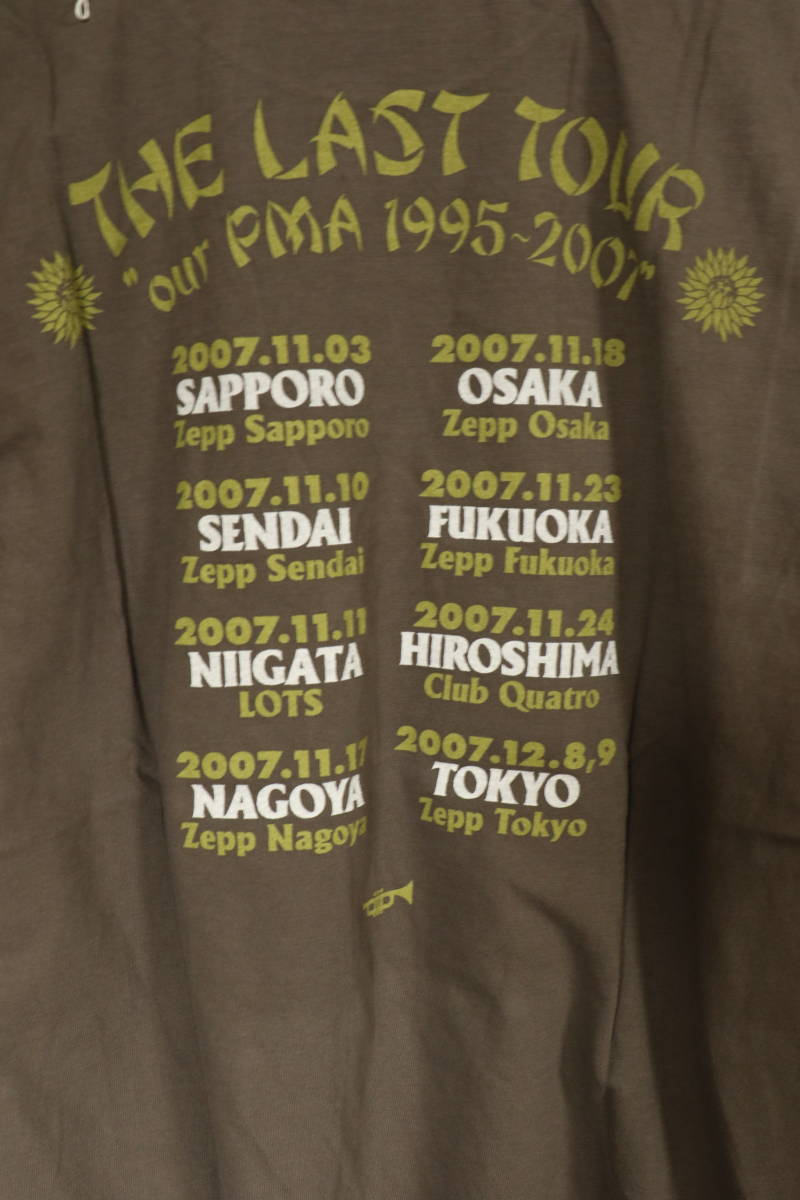 THE LAST TOUR
"our PMA 1995~2007"
2007.11.03
SAPPORO
Zepp Sapporo
2007.11.10
SENDAI
Zepp Sendai
2007.11.11
NIIGATA
LOTS
2007.11.17
NAGOYA
Zepp Nagoya
2007.11.18
OSAKA
Zepp Osaka
2007.11.23
FUKUOKA
Zepp Fukuoka
2007.11.24
HIROSHIMA
Club Quatro
2007.12.8,9
TOKYO
Zepp Tokyo